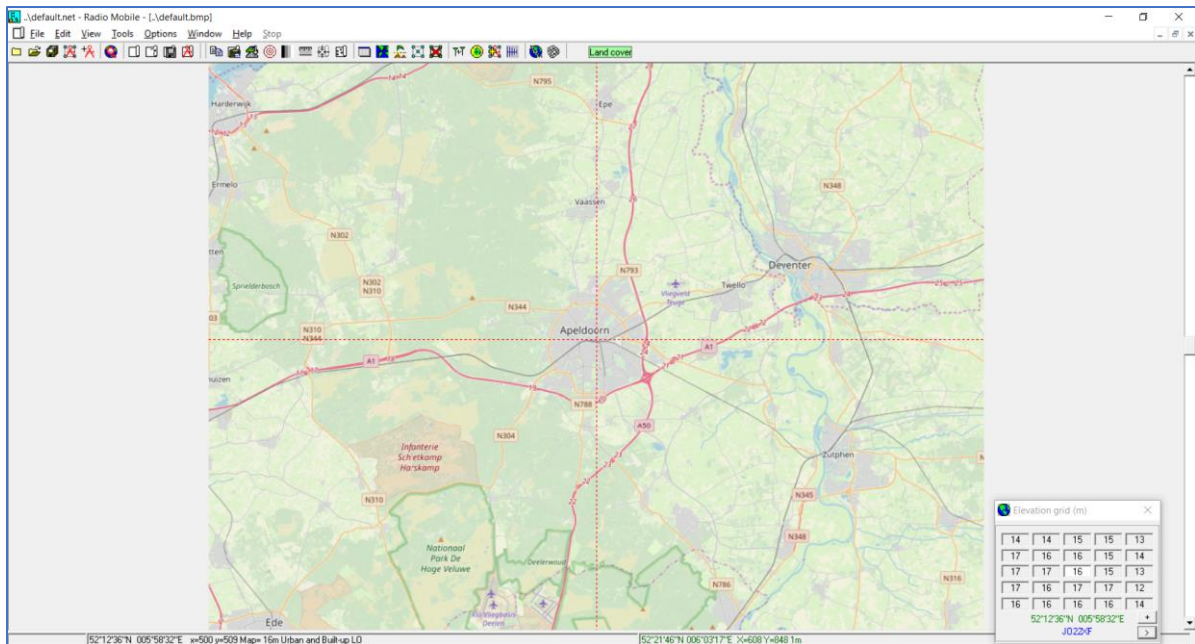 ..\default.net - Radio Mobile - [..\default.bmp]
File Edit View Tools Options Window Help Stop
Land cover
N795
Harderwijk
Epe
Ermelo
N348
Vaassen
N302
Deventer
N793
N302
N310
Twello
Vliegveld
Teuge
Sprielderbosch
N344
N310
N344
Apeldoorn
A1
A1
N788
A50
N304
Infanterie
Schietkamp
Harskamp
Zutphen
N310
N345
N348
Nationaal
Park De
Hoge Veluwe
Deelerwoud
N316
N786
Vliegbasis
Deelen
Ede
Elevation grid (m)
14 14 15 15 13
17 16 16 15 14
17 17 16 15 13
17 16 17 17 12
16 16 16 16 14
52°12'36"N 005°58'32"E
JO22XF
52°12'36"N 005°58'32"E x=500 y=509 Map= 16m Urban and Built-up LO
52°21'46"N 006°03'17"E X=608 Y=848 1m